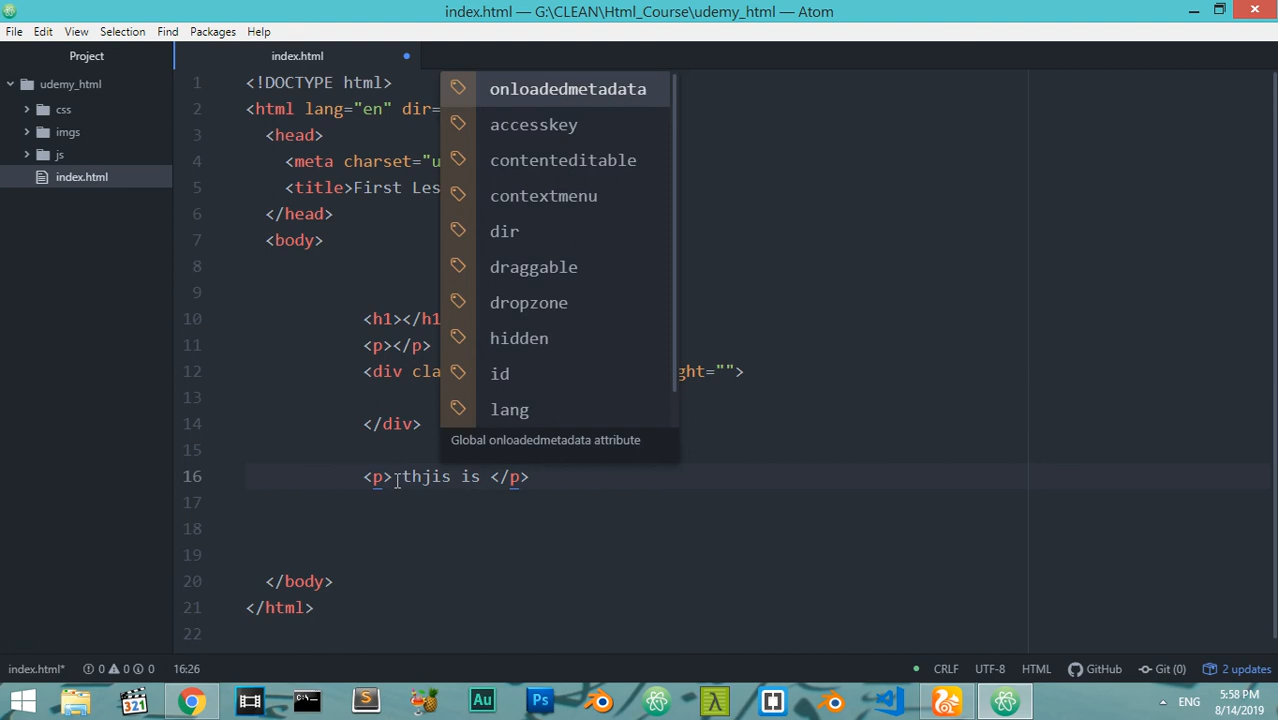 index.html — G:\CLEAN\Html_Course\udemy_html — Atom
File Edit View Selection Find Packages Help
Project
index.html
udemy_html
css
imgs
js
index.html
1 <!DOCTYPE html>
2 <html lang="en" dir=
3 <head>
4 <meta charset="u
5 <title>First Les
6 </head>
7 <body>
8
9
10 <h1></h1
11 <p></p>
12 <div cla ght="">
13
14 </div>
15
16 <p> thjis is </p>
17
18
19
20 </body>
21 </html>
22
onloadedmetadata
accesskey
contenteditable
contextmenu
dir
draggable
dropzone
hidden
id
lang
Global onloadedmetadata attribute
index.html* 0 0 0 16:26 CRLF UTF-8 HTML GitHub Git (0) 2 updates
321 C:\ S Au Ps
ENG
5:58 PM
8/14/2019